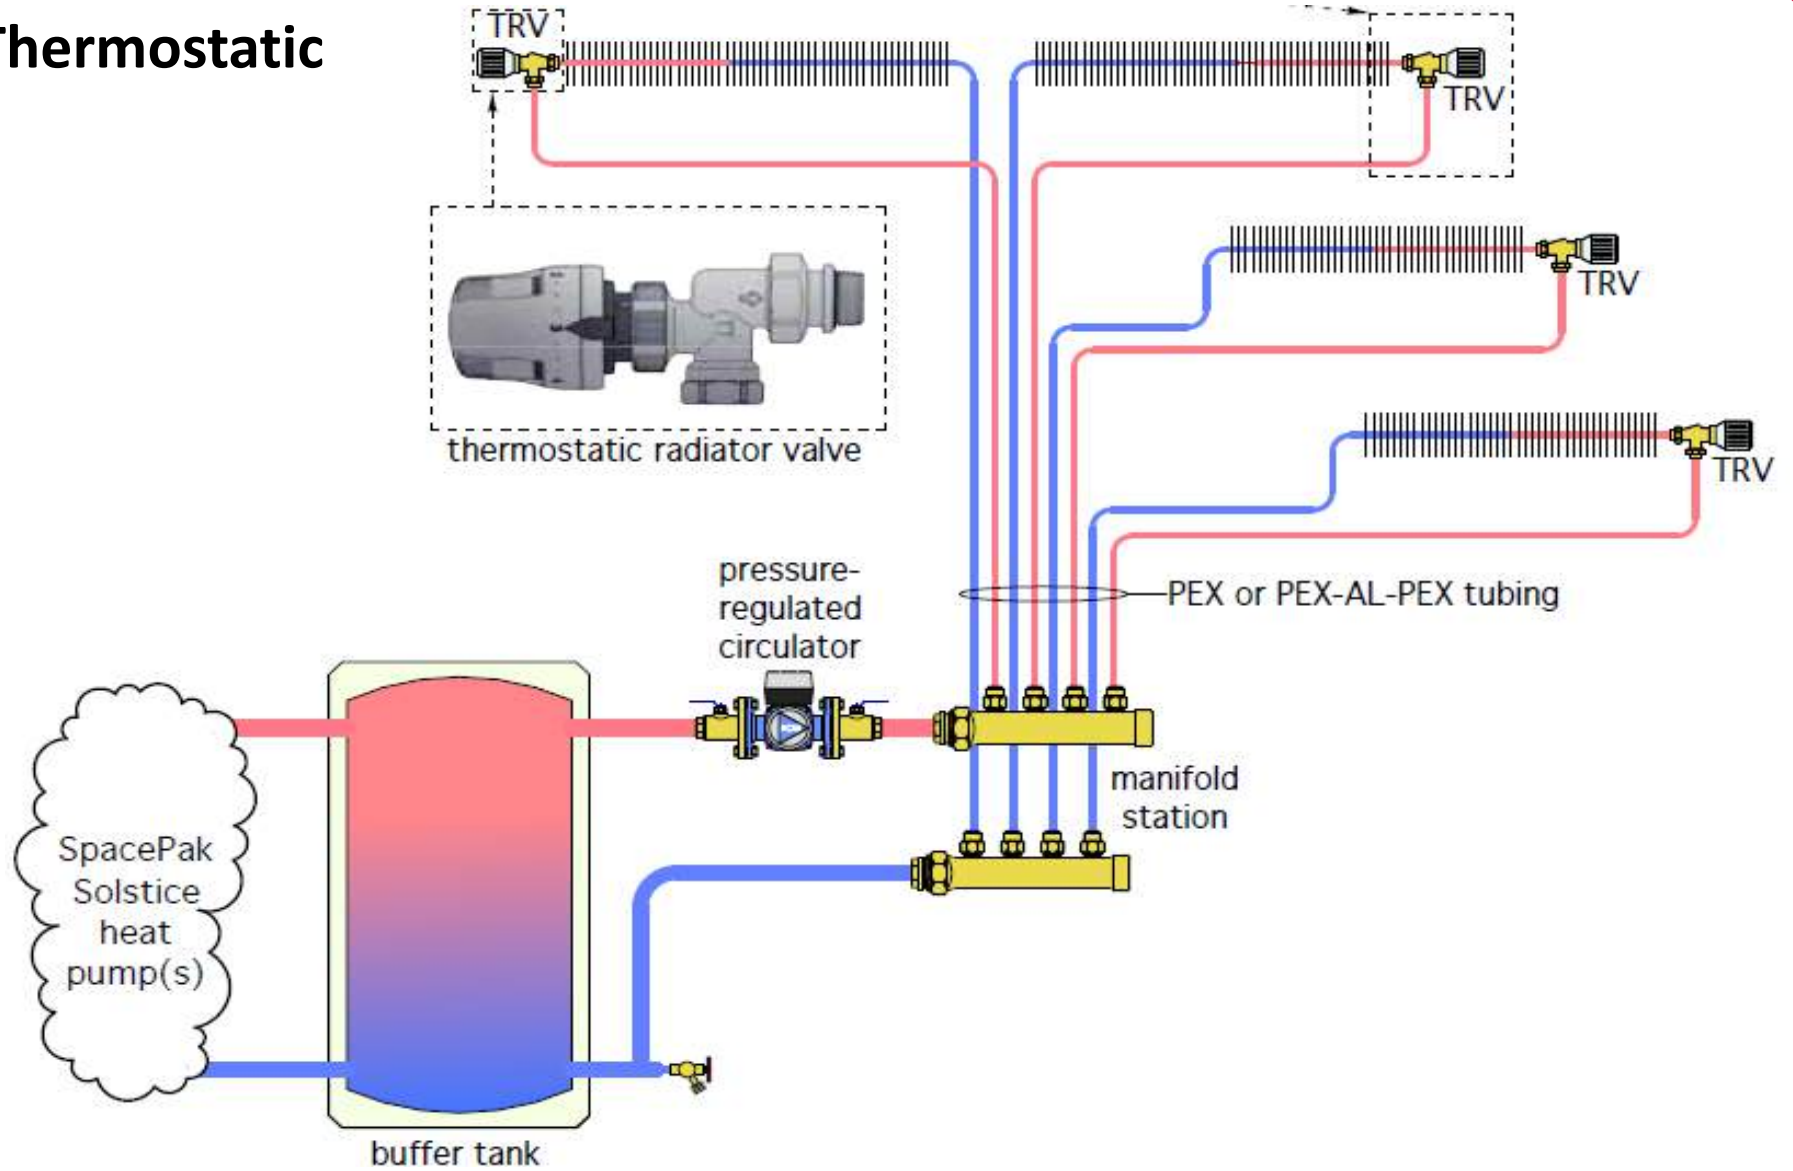 Thermostatic
TRV
TRV
TRV
thermostatic radiator valve
TRV
pressure-
regulated
circulator
PEX or PEX-AL-PEX tubing
manifold
station
SpacePak
Solstice
heat
pump(s)
buffer tank